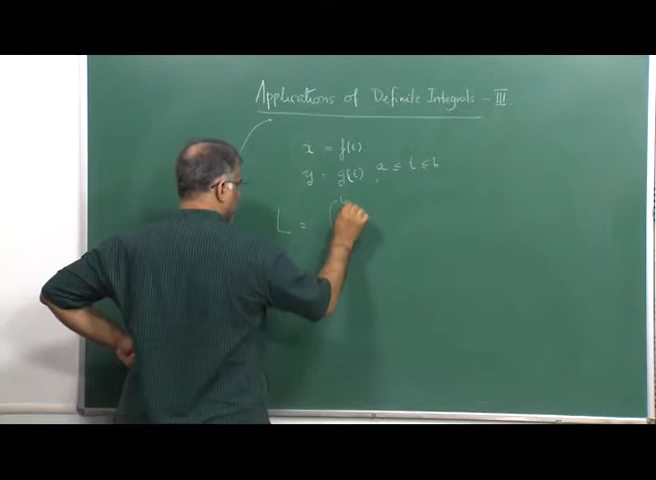 Applications of Definite Integrals - III.
x = f(t)
y = g(t), a ≤ t ≤ b
L = ∫ b